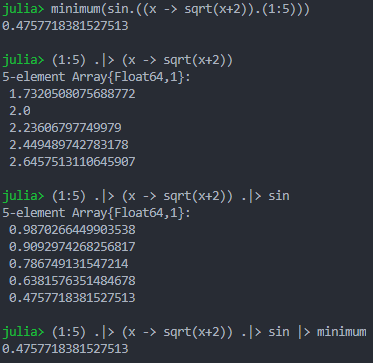 julia> minimum(sin.((x -> sqrt(x+2)).(1:5)))
0.4757718381527513
julia> (1:5) .|> (x -> sqrt(x+2))
5-element Array{Float64,1}:
1.7320508075688772
2.0
2.23606797749979
2.449489742783178
2.6457513110645907
julia> (1:5) .|> (x -> sqrt(x+2)) .|> sin
5-element Array{Float64,1}:
0.9870266449903538
0.9092974268256817
0.786749131547214
0.6381576351484678
0.4757718381527513
julia> (1:5) .|> (x -> sqrt(x+2)) .|> sin |> minimum
0.4757718381527513